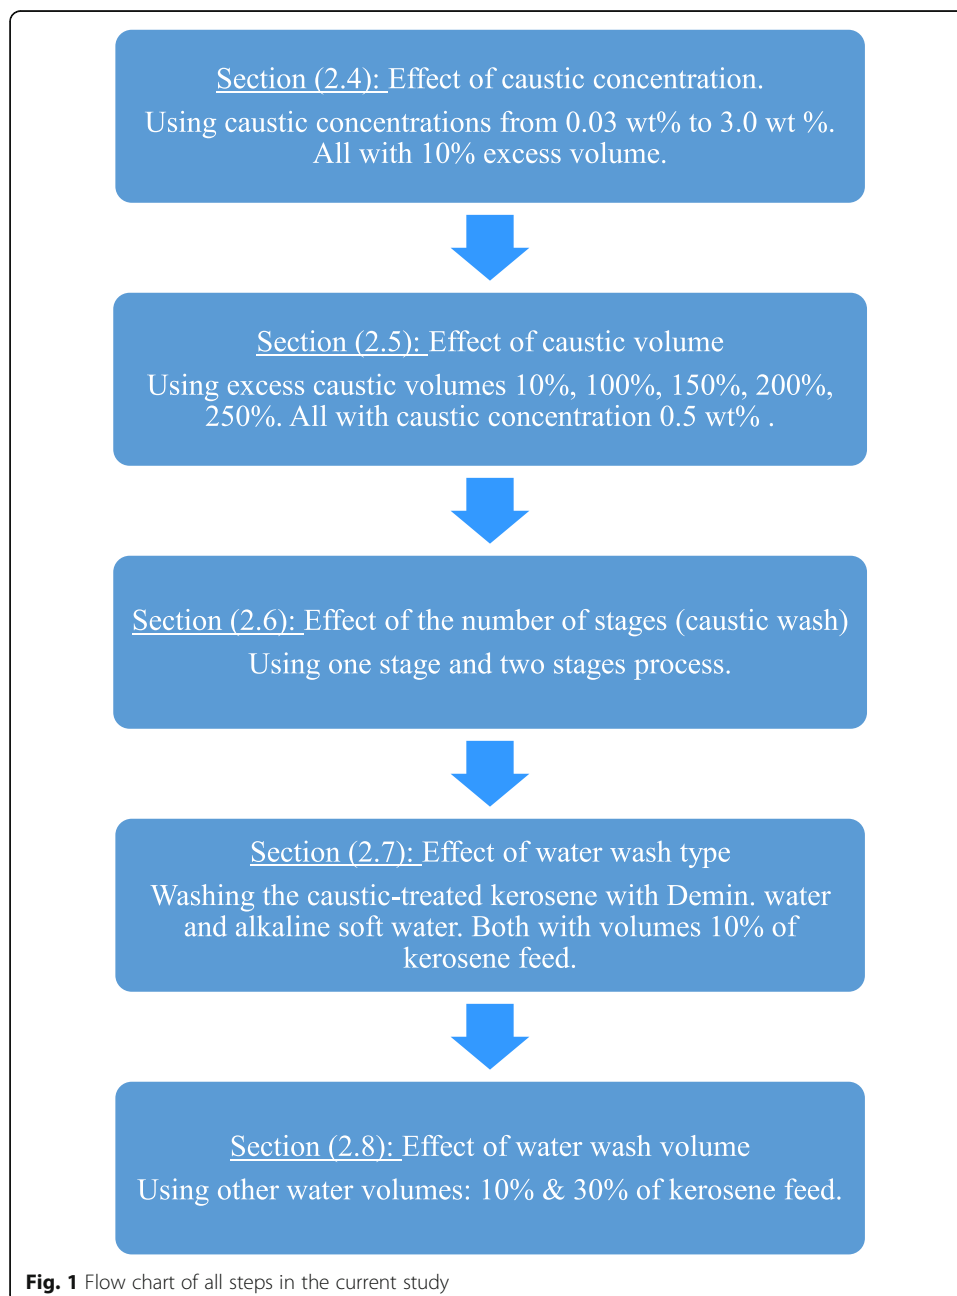 Section (2.4): Effect of caustic concentration.
Using caustic concentrations from 0.03 wt% to 3.0 wt %.
All with 10% excess volume.
Section (2.5): Effect of caustic volume
Using excess caustic volumes 10%, 100%, 150%, 200%,
250%. All with caustic concentration 0.5 wt% .
Section (2.6): Effect of the number of stages (caustic wash)
Using one stage and two stages process.
Section (2.7): Effect of water wash type
Washing the caustic-treated kerosene with Demin. water
and alkaline soft water. Both with volumes 10% of
kerosene feed.
Section (2.8): Effect of water wash volume
Using other water volumes: 10% & 30% of kerosene feed.
Fig. 1 Flow chart of all steps in the current study